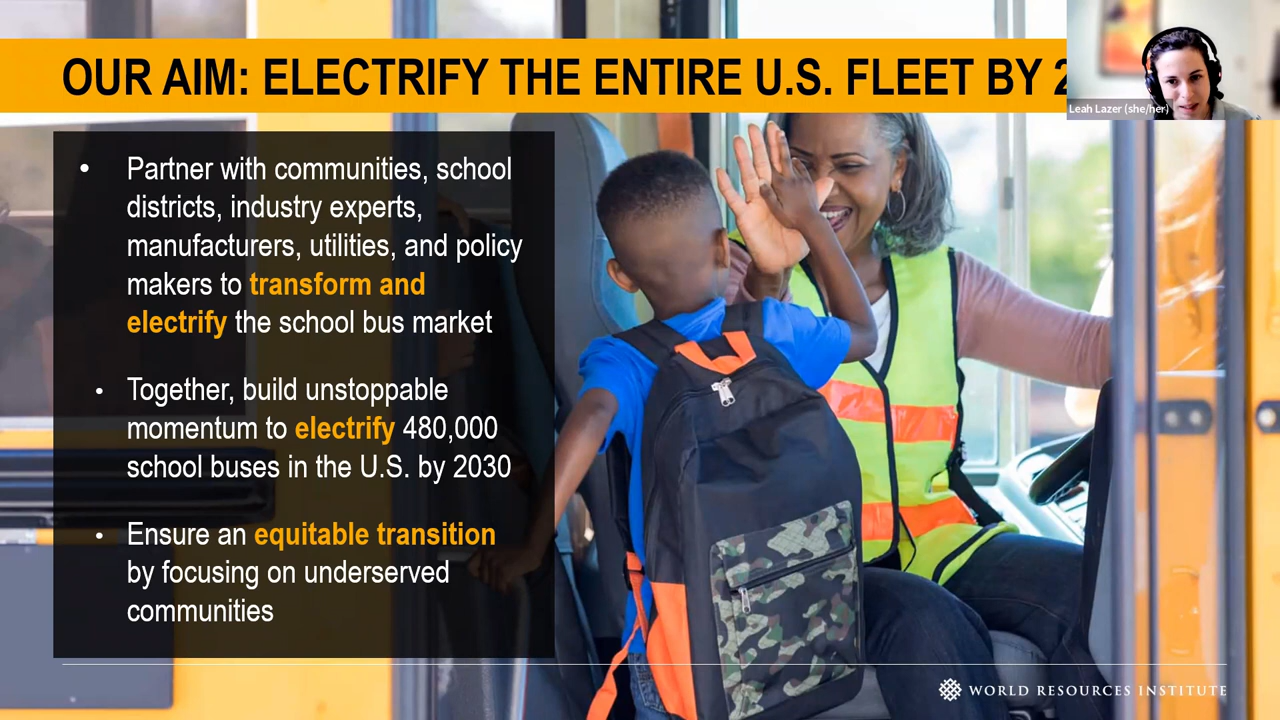 OUR AIM: ELECTRIFY THE ENTIRE U.S. FLEET BY 2
Leah Lazer (she/her)
• Partner with communities, school
districts, industry experts,
manufacturers, utilities, and policy
makers to transform and
electrify the school bus market
• Together, build unstoppable
momentum to electrify 480,000
school buses in the U.S. by 2030
• Ensure an equitable transition
by focusing on underserved
communities
WORLD RESOURCES INSTITUTE